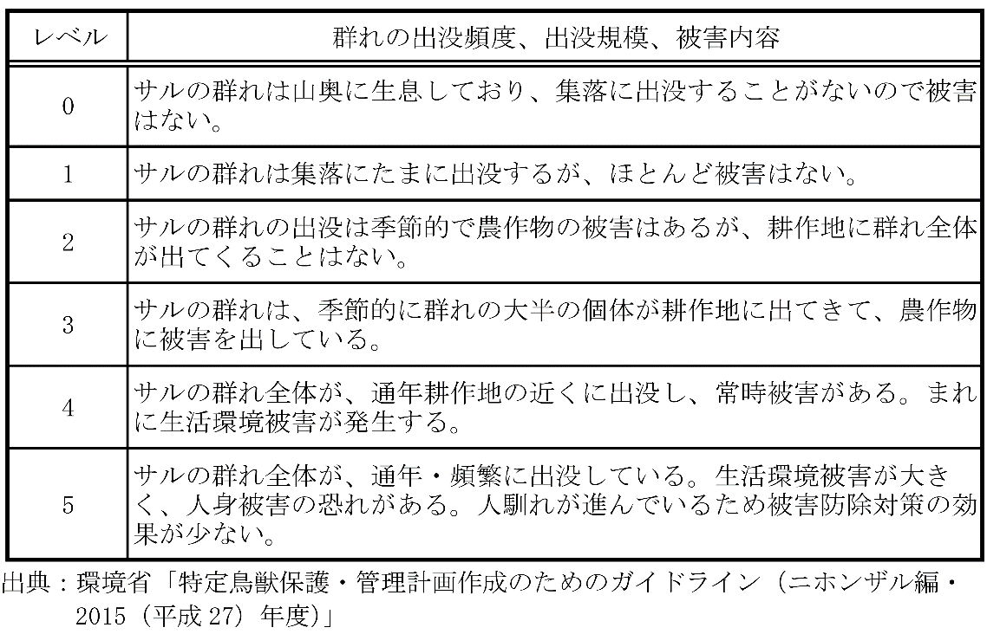 レベル 群れの出没頻度、出没規模、被害内容
0 サルの群れは山奥に生息しており、集落に出没することがないので被害
はない。
1 サルの群れは集落にたまに出没するが、ほとんど被害はない。
2 サルの群れの出没は季節的で農作物の被害はあるが、耕作地に群れ全体
が出てくることはない。
3 サルの群れは、季節的に群れの大半の個体が耕作地に出てきて、農作物
に被害を出している。
4 サルの群れ全体が、通年耕作地の近くに出没し、常時被害がある。まれ
に生活環境被害が発生する。
5 サルの群れ全体が、通年・頻繁に出没している。生活環境被害が大き
く、人身被害の恐れがある。人馴れが進んでいるため被害防除対策の効
果が少ない。
出典：環境省「特定鳥獣保護・管理計画作成のためのガイドライン（ニホンザル編・
2015（平成 27）年度）」